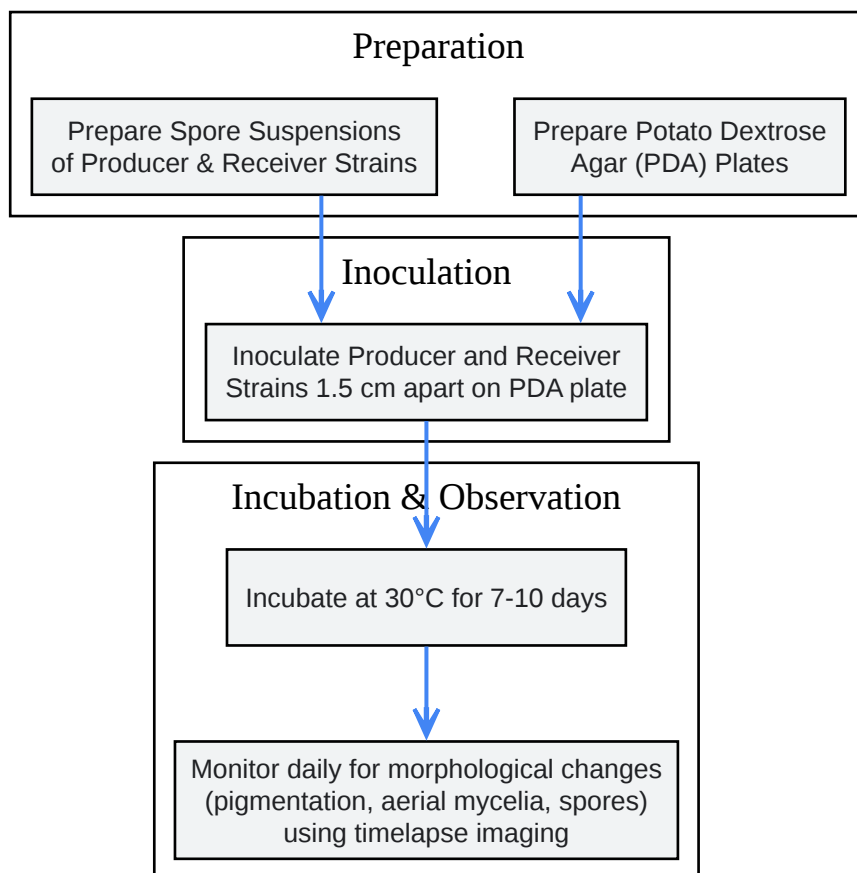 Preparation
Prepare Spore Suspensions
of Producer & Receiver Strains
Prepare Potato Dextrose
Agar (PDA) Plates
Inoculation
Inoculate Producer and Receiver
Strains 1.5 cm apart on PDA plate
Incubation & Observation
Incubate at 30°C for 7-10 days
Monitor daily for morphological changes
(pigmentation, aerial mycelia, spores)
using timelapse imaging